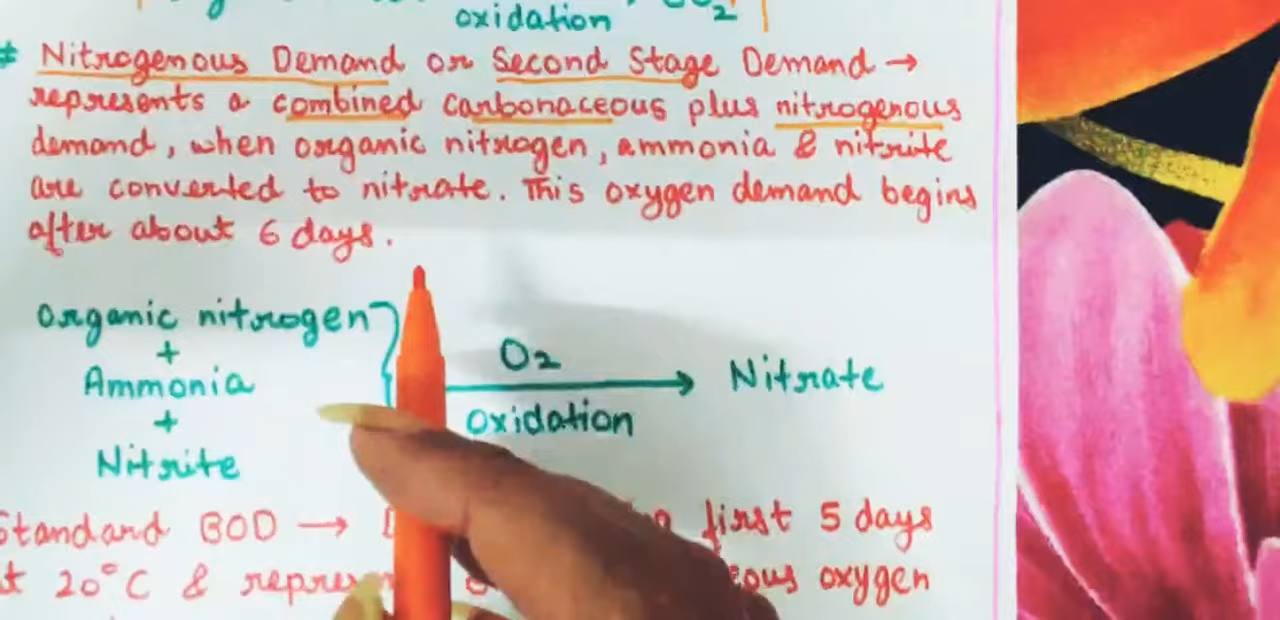 oxidation
# Nitrogenous Demand or Second Stage Demand →
represents a combined carbonaceous plus nitrogenous
demand, when organic nitrogen, ammonia & nitrite
are converted to nitrate. This oxygen demand begins
after about 6 days.
Organic nitrogen
+
Ammonia
+
Nitrite
O2
oxidation
Nitrate
Standard BOD → first 5 days
20°C & oxygen